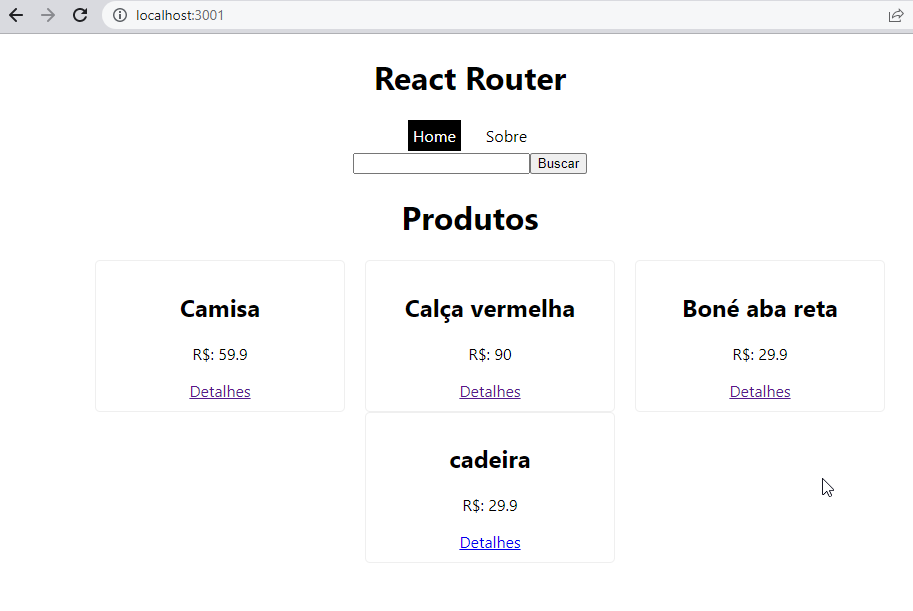 localhost:3001
React Router
Home Sobre
Buscar
Produtos
Camisa Calça vermelha Boné aba reta
R$: 59.9 R$: 90 R$: 29.9
Detalhes Detalhes Detalhes
cadeira
R$: 29.9
Detalhes